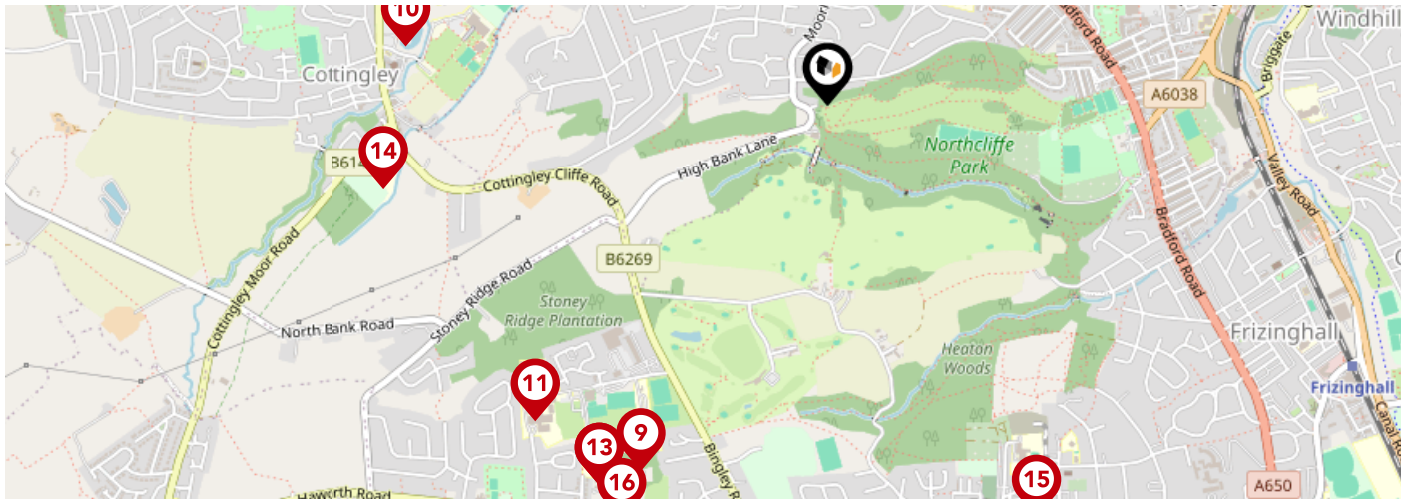 10
Cottingley
Windhill
Briggate
Bradford Road
A6038
14
High Bank Lane
Northcliffe
Park
Cottingley Cliffe Road
Valley Road
Bradford Road
B6269
Cottingley Moor Road
Stoney Ridge Road
North Bank Road
Stoney
Ridge Plantation
Frizinghall
Heaton
Woods
Frizinghall
11
9
13
16
15
A650
Haworth Road